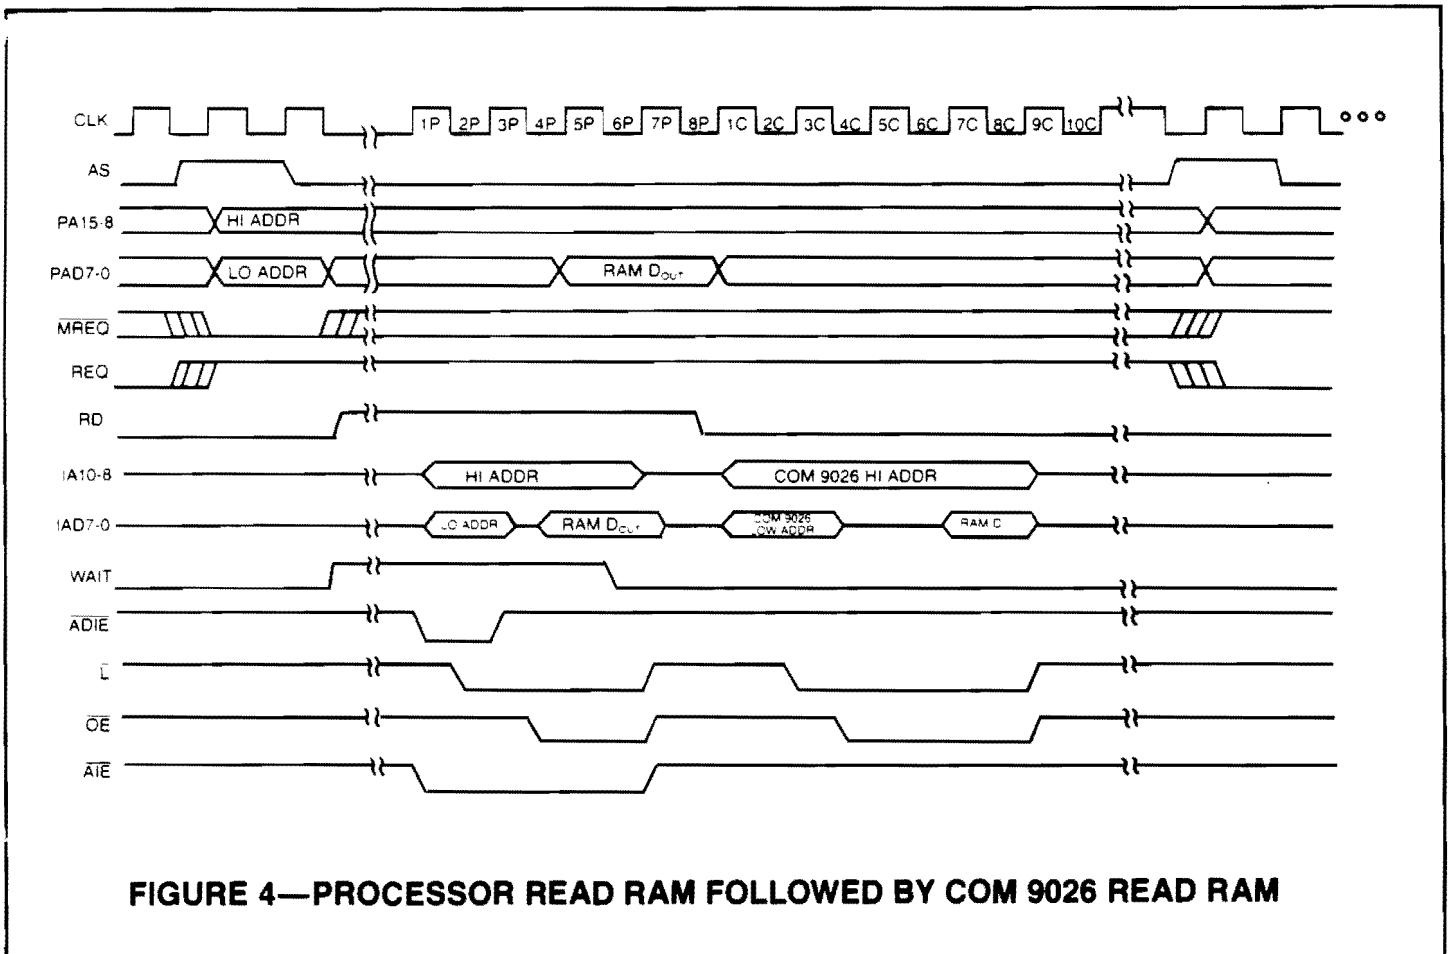 CLK 1P 2P 3P 4P 5P 6P 7P 8P 1C 2C 3C 4C 5C 6C 7C 8C 9C 10C
AS
PA15-8 HI ADDR
PAD7-0 LO ADDR RAM DOUT
MREQ
REQ
RD
IA10-8 HI ADDR COM 9026 HI ADDR
IAD7-0 LO ADDR RAM DOUT COM 9026 LOW ADDR RAM D
WAIT
ADIE
L
OE
AIE
FIGURE 4—PROCESSOR READ RAM FOLLOWED BY COM 9026 READ RAM